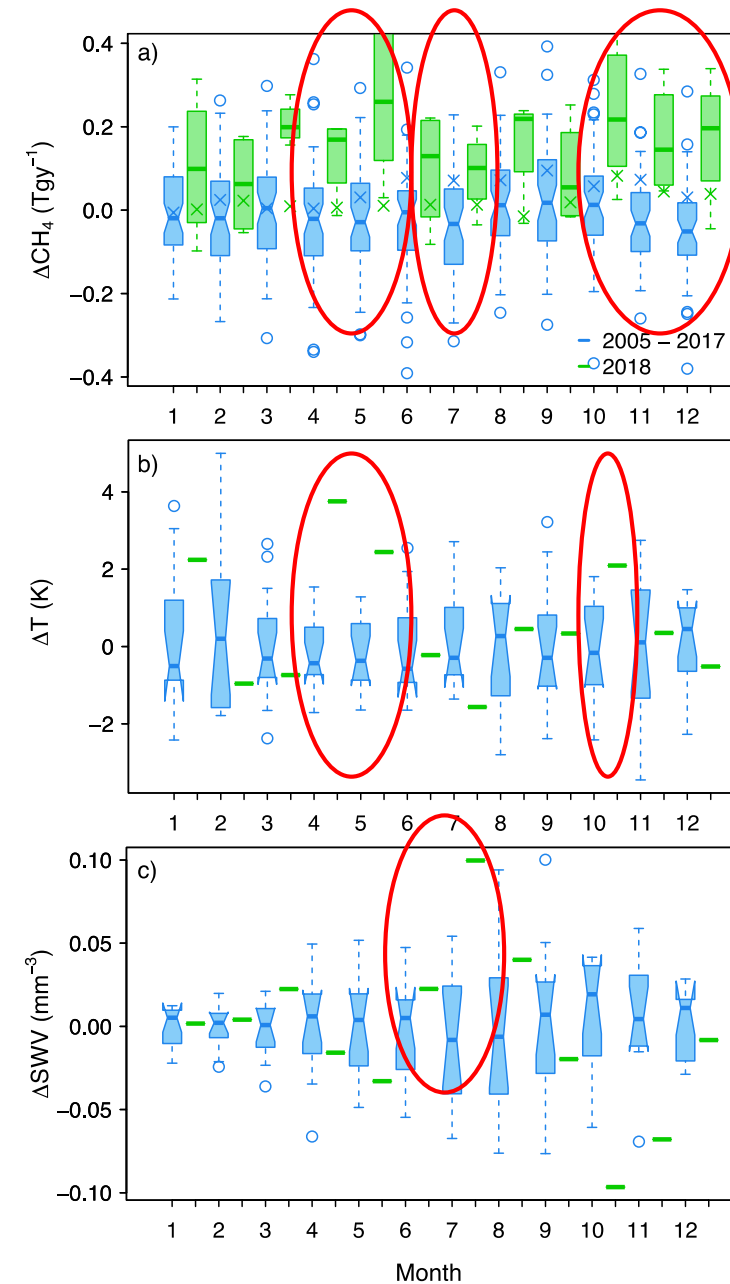 a)
ΔCH₄ (Tgy⁻¹)
0.4
0.2
0.0
−0.2
−0.4
2005 − 2017
2018
1 2 3 4 5 6 7 8 9 10 11 12
b)
ΔT (K)
4
2
0
−2
1 2 3 4 5 6 7 8 9 10 11 12
c)
ΔSWV (mm⁻³)
0.10
0.05
0.00
−0.05
−0.10
1 2 3 4 5 6 7 8 9 10 11 12
Month